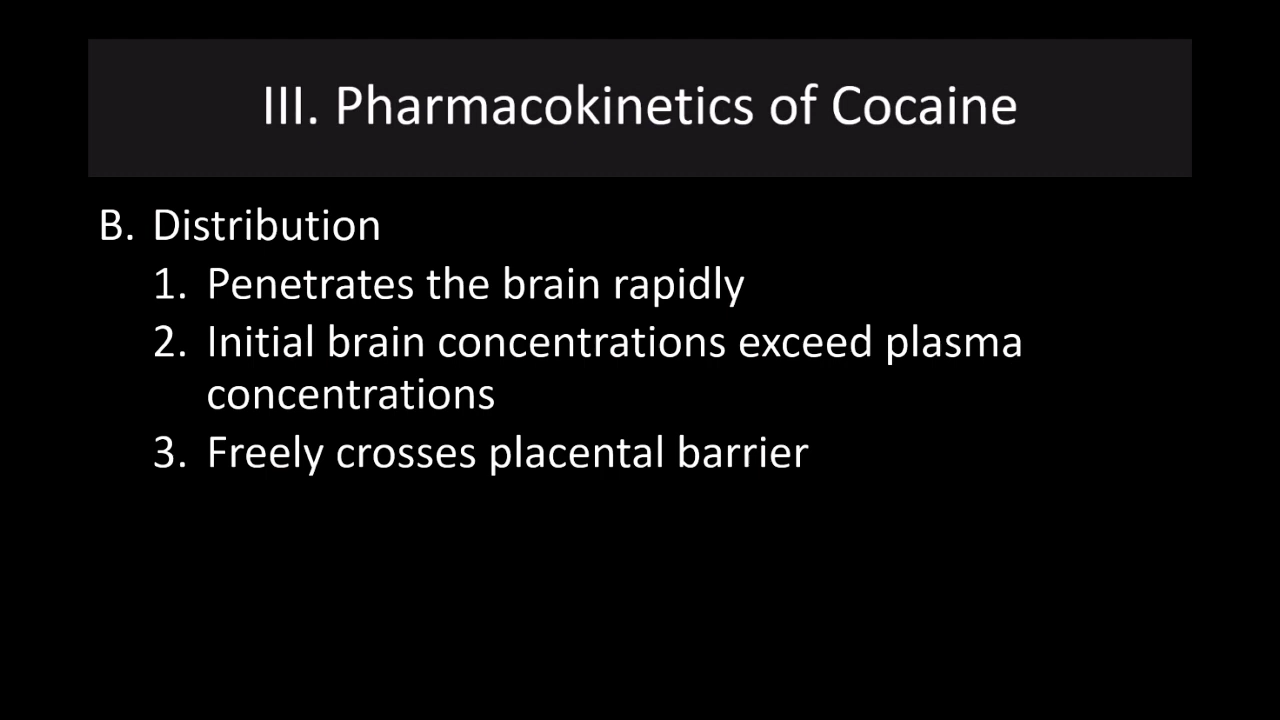 III. Pharmacokinetics of Cocaine
B. Distribution
1. Penetrates the brain rapidly
2. Initial brain concentrations exceed plasma
concentrations
3. Freely crosses placental barrier